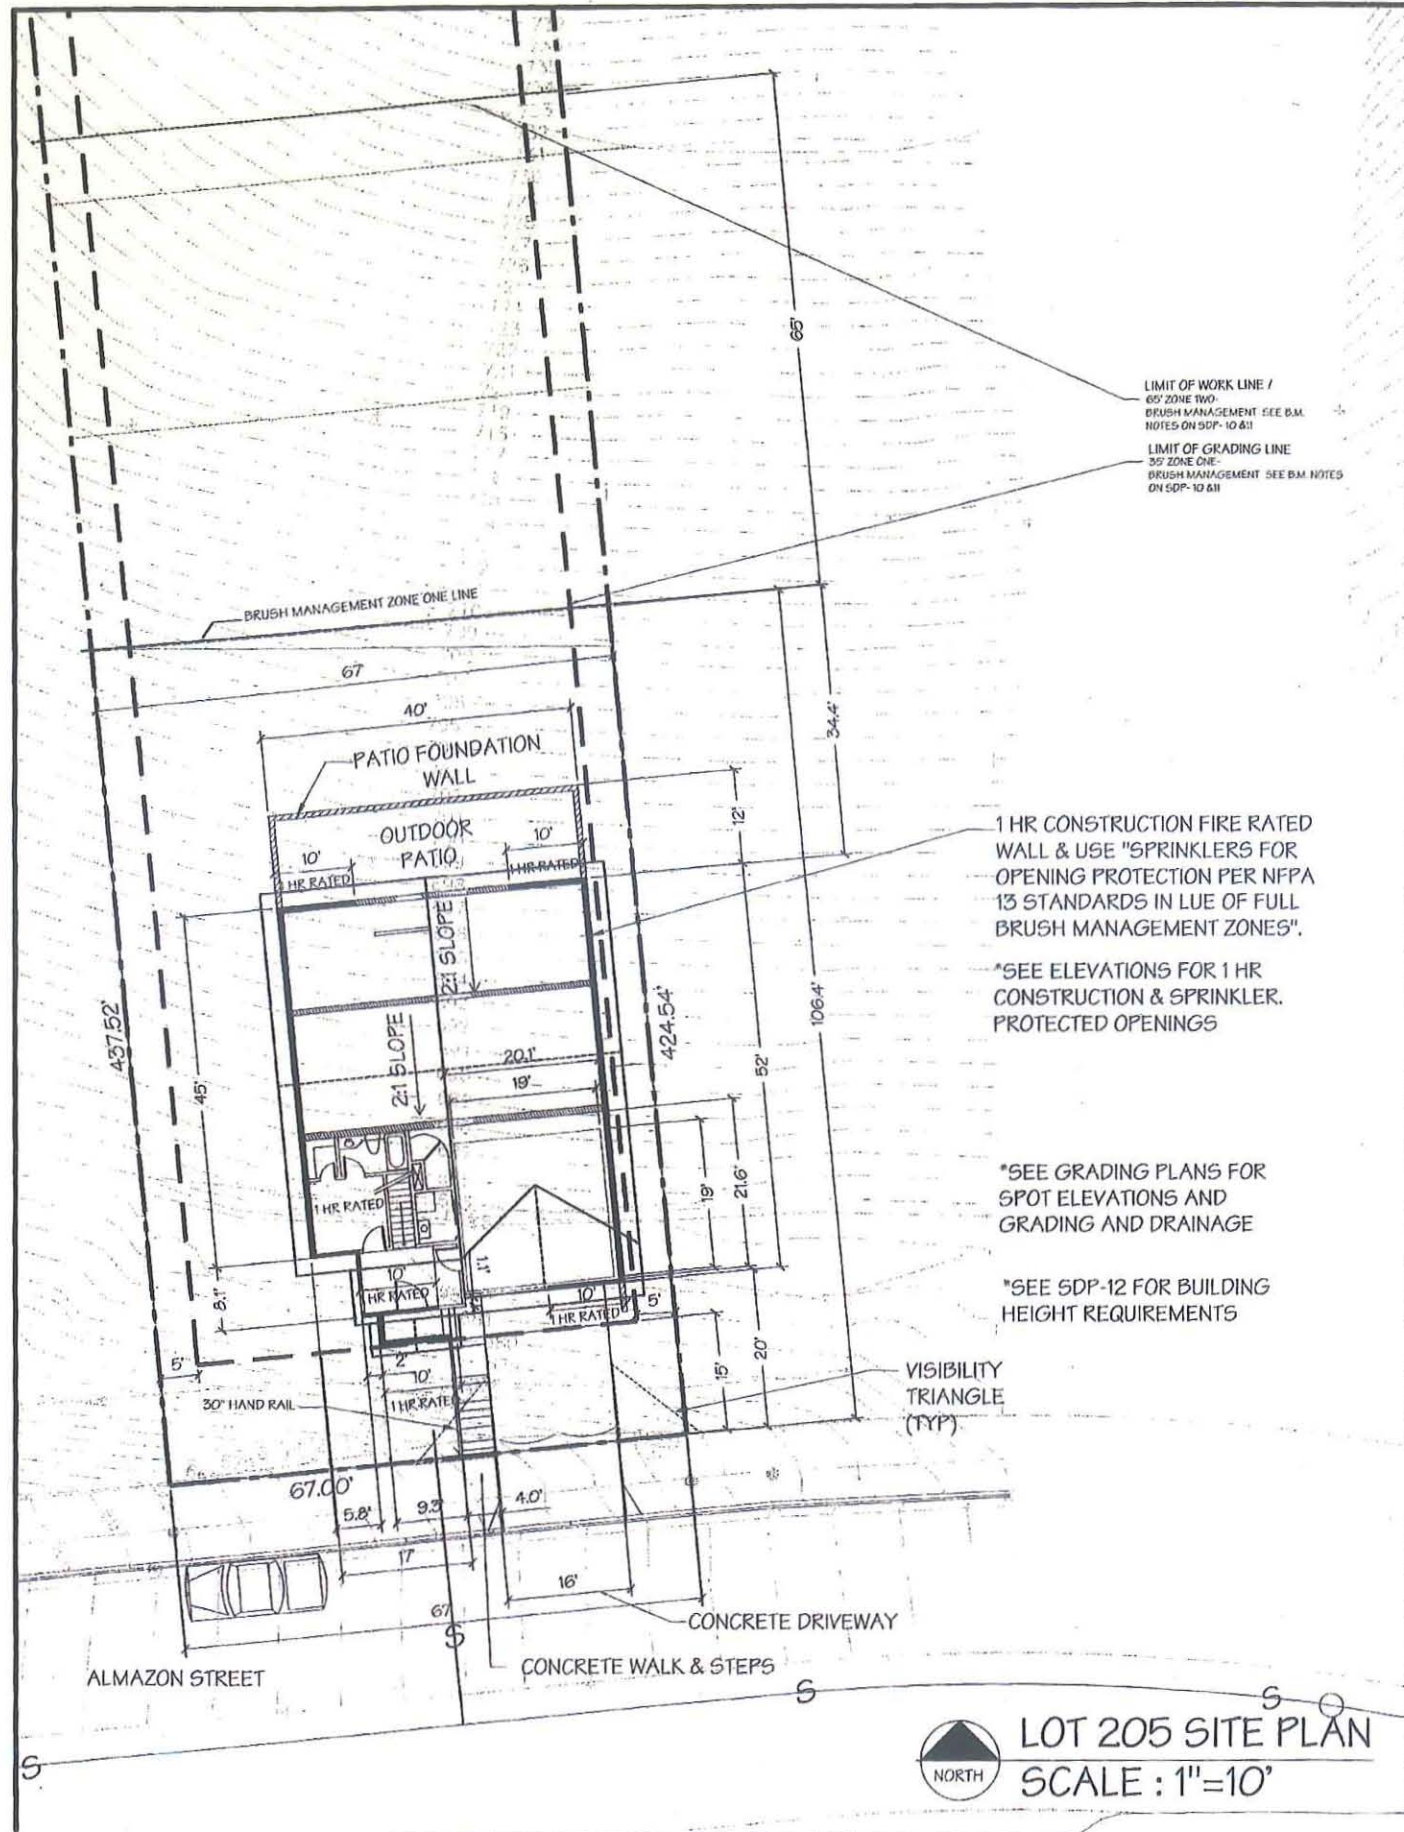 65'
LIMIT OF WORK LINE /
65' ZONE TWO-
BRUSH MANAGEMENT SEE B.M.
NOTES ON SDP-10 &11
LIMIT OF GRADING LINE
35' ZONE ONE-
BRUSH MANAGEMENT SEE B.M. NOTES
ON SDP-10 &11
BRUSH MANAGEMENT ZONE ONE LINE
67'
40'
34.4'
PATIO FOUNDATION
WALL
12'
OUTDOOR
PATIO
10'
1 HR RATED
10'
1 HR RATED
1 HR CONSTRUCTION FIRE RATED
WALL & USE "SPRINKLERS FOR
OPENING PROTECTION PER NFPA
13 STANDARDS IN LUE OF FULL
BRUSH MANAGEMENT ZONES".
*SEE ELEVATIONS FOR 1 HR
CONSTRUCTION & SPRINKLER.
PROTECTED OPENINGS
2:1 SLOPE
2:1 SLOPE
437.52'
424.54'
106.4'
45'
52'
20.1'
19'
19'
21.6'
1 HR RATED
*SEE GRADING PLANS FOR
SPOT ELEVATIONS AND
GRADING AND DRAINAGE
*SEE SDP-12 FOR BUILDING
HEIGHT REQUIREMENTS
8.1'
10'
HR RATED
1.1'
10'
1 HR RATED
5'
5'
2'
10'
1 HR RATED
15'
20'
30" HAND RAIL
VISIBILITY
TRIANGLE
(TYP)
67.00'
5.8'
9.3'
4.0'
17'
16'
67'
CONCRETE DRIVEWAY
S
CONCRETE WALK & STEPS
ALMAZON STREET
S
S
S
NORTH
LOT 205 SITE PLAN
SCALE : 1"=10'